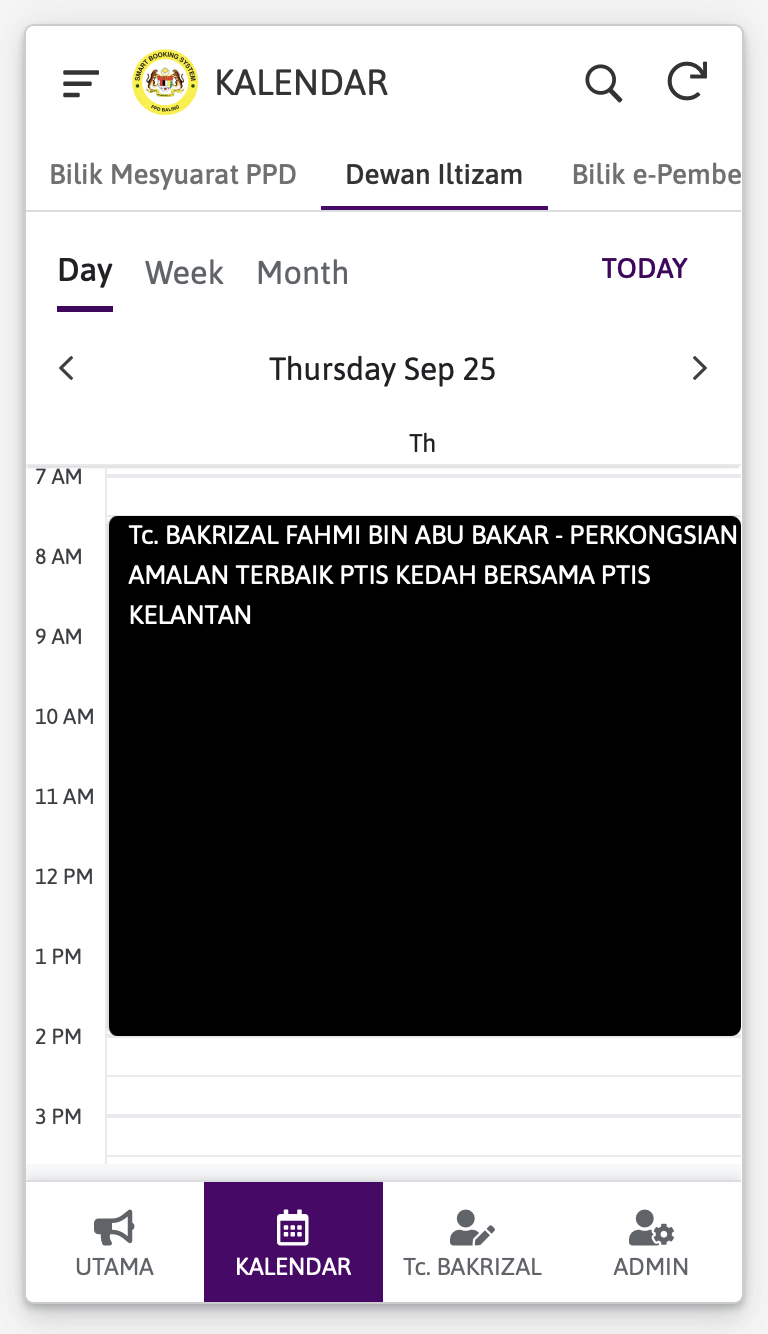 SMART BOOKING SYSTEM
PPD BALING
KALENDAR
Bilik Mesyuarat PPD
Dewan Iltizam
Bilik e-Pembe
Day
Week
Month
TODAY
Thursday Sep 25
Th
7 AM
Tc. BAKRIZAL FAHMI BIN ABU BAKAR - PERKONGSIAN
AMALAN TERBAIK PTIS KEDAH BERSAMA PTIS
KELANTAN
8 AM
9 AM
10 AM
11 AM
12 PM
1 PM
2 PM
3 PM
UTAMA
KALENDAR
Tc. BAKRIZAL
ADMIN